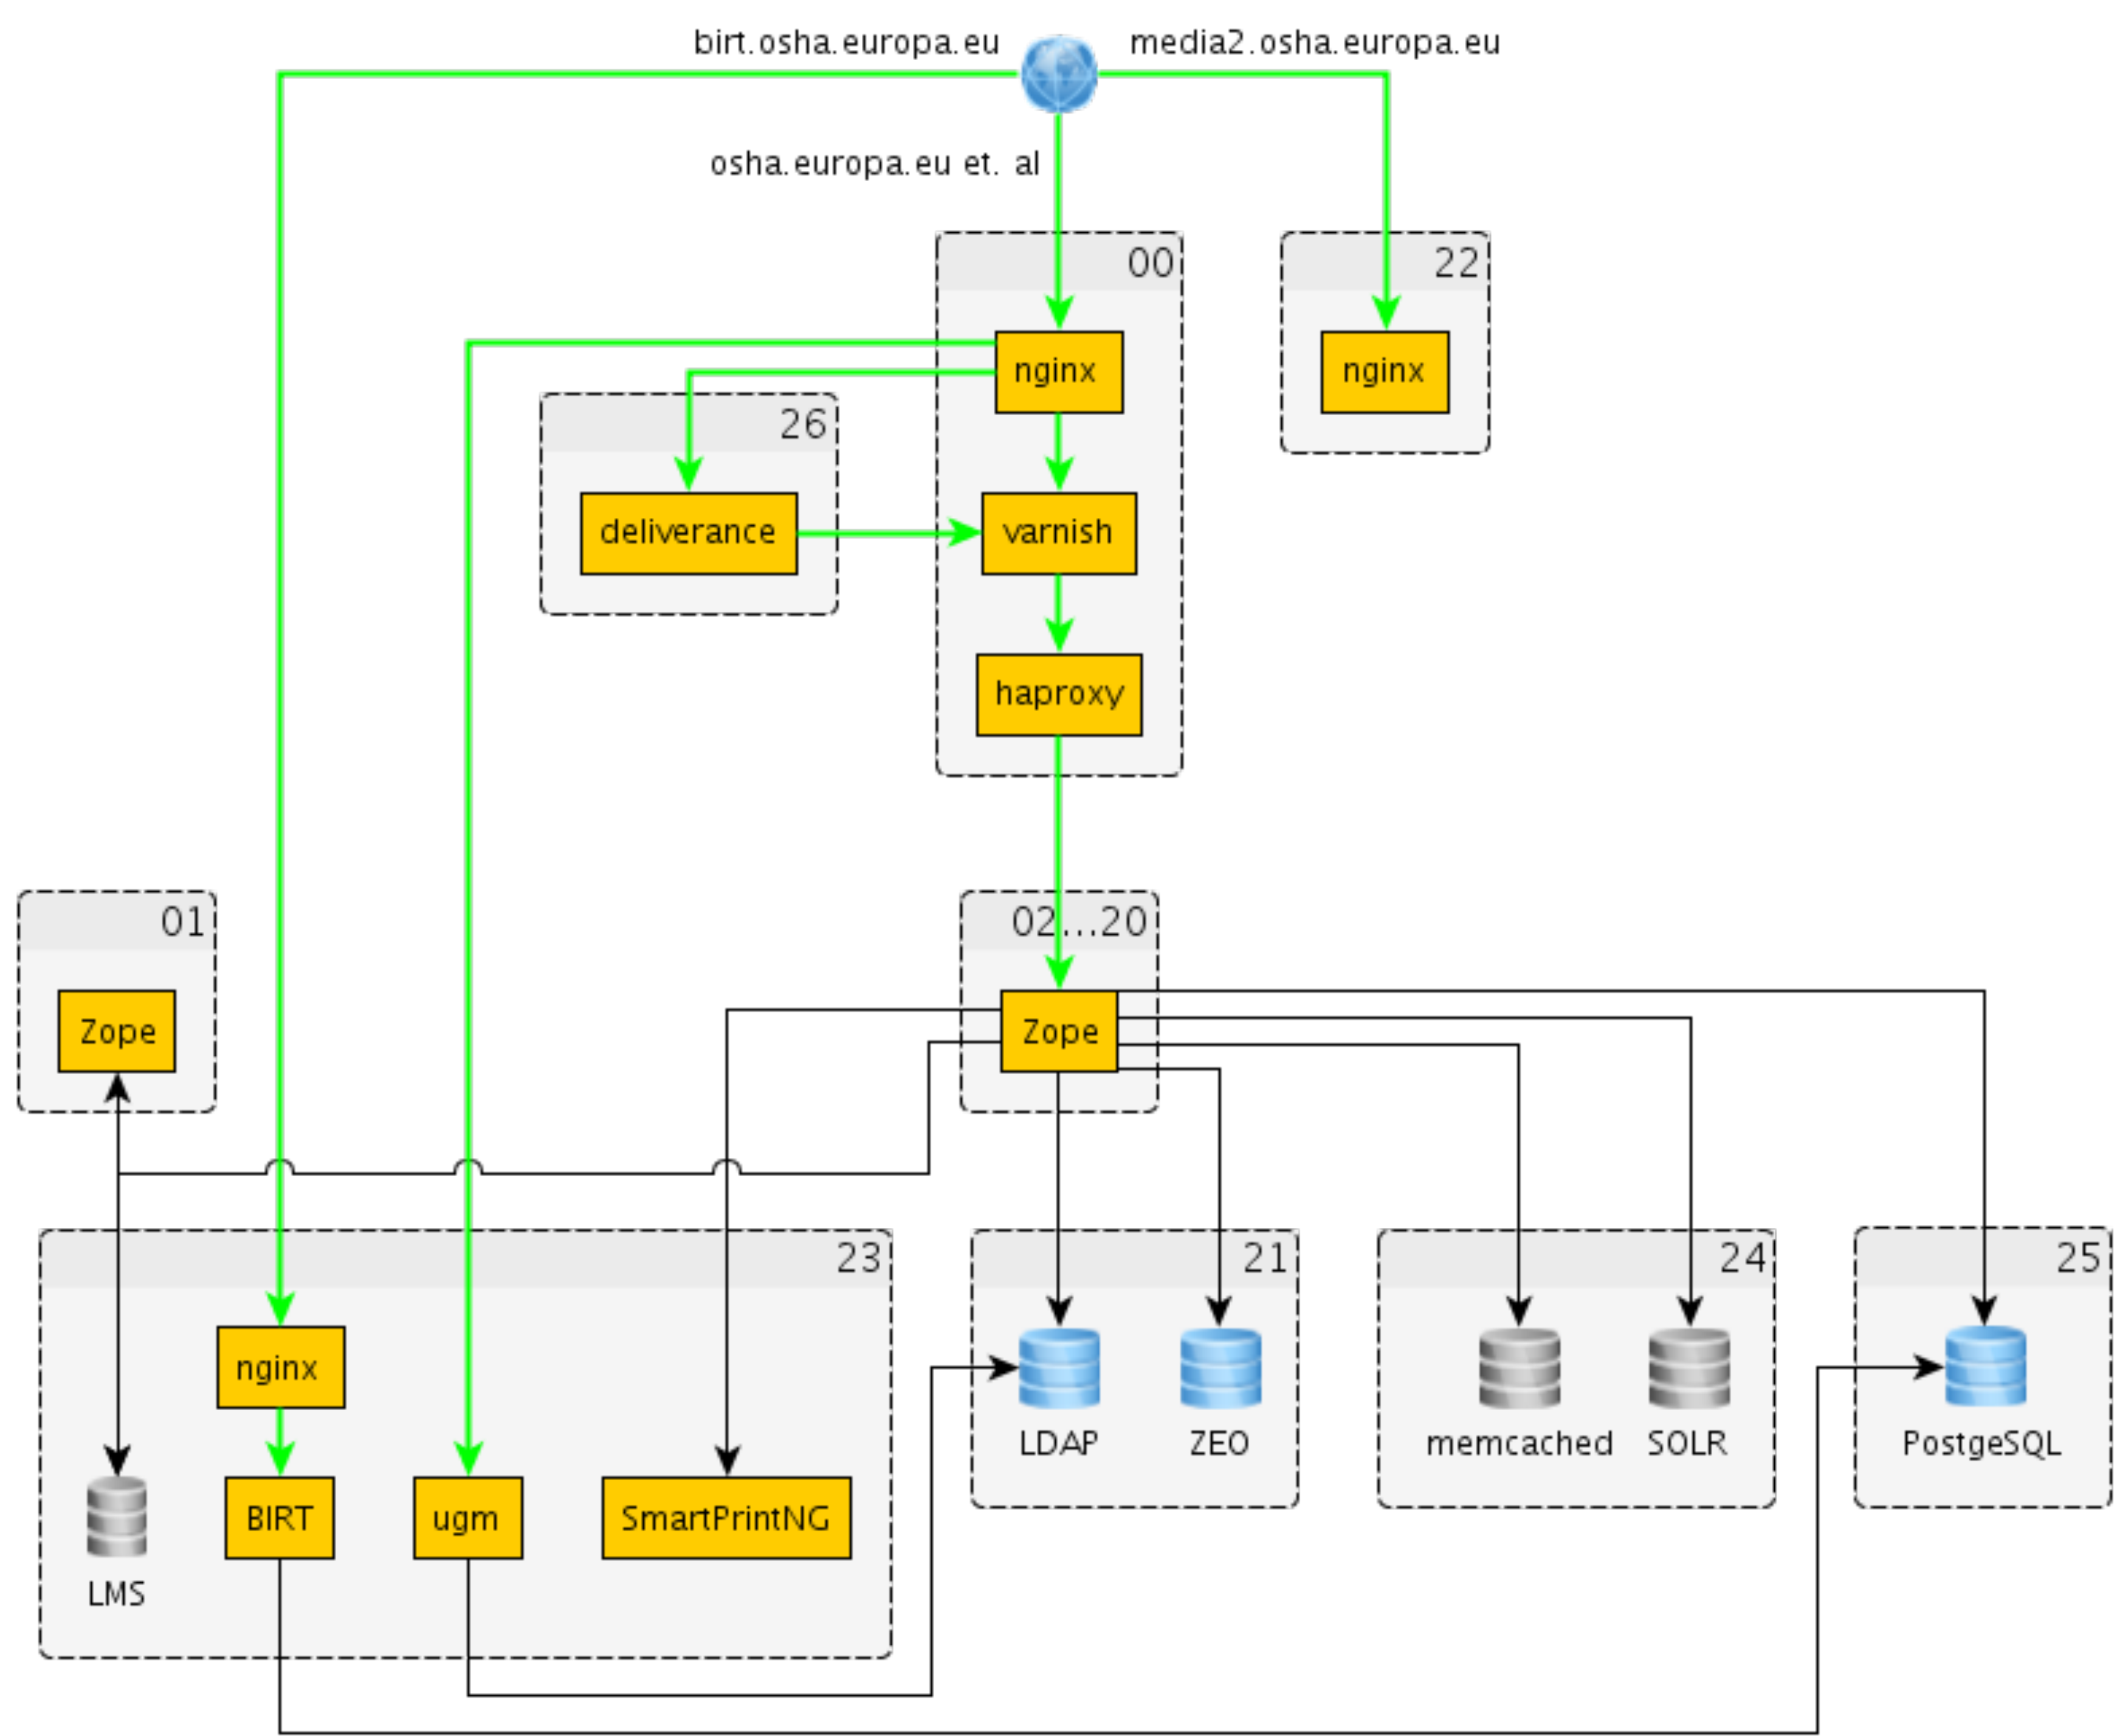 birt.osha.europa.eu
media2.osha.europa.eu
osha.europa.eu et. al
00
22
nginx
nginx
26
deliverance
varnish
haproxy
01
02...20
Zope
Zope
23
21
24
25
nginx
LDAP
ZEO
memcached
SOLR
PostgeSQL
BIRT
ugm
SmartPrintNG
LMS